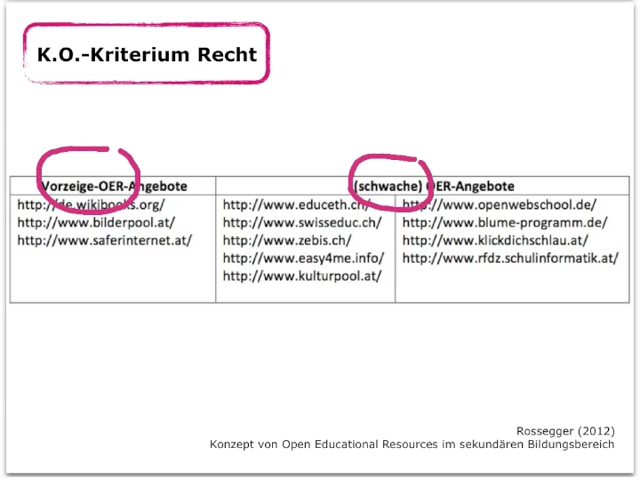 K.O.-Kriterium Recht
Vorzeige-OER-Angebote
(schwache) OER-Angebote
http://de.wikibooks.org/
http://www.bilderpool.at/
http://www.saferinternet.at/
http://www.educeth.ch/
http://www.swisseduc.ch/
http://www.zebis.ch/
http://www.easy4me.info/
http://www.kulturpool.at/
http://www.openwebschool.de/
http://www.blume-programm.de/
http://www.klickdichschlau.at/
http://www.rfdz.schulinformatik.at/
Rossegger (2012)
Konzept von Open Educational Resources im sekundären Bildungsbereich